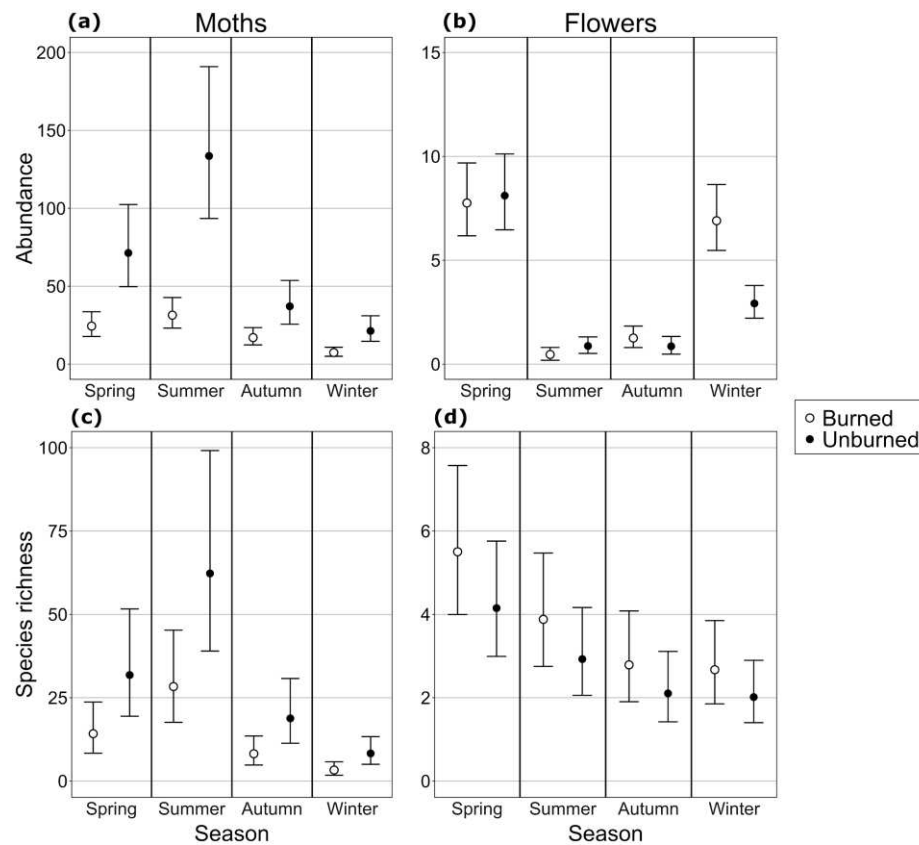 (a) Moths
(b) Flowers
Abundance
200
150
100
50
0
Spring Summer Autumn Winter
15
10
5
0
Spring Summer Autumn Winter
(c)
(d)
Species richness
100
75
50
25
0
Spring Summer Autumn Winter
Season
8
6
4
2
0
Spring Summer Autumn Winter
Season
Burned
Unburned